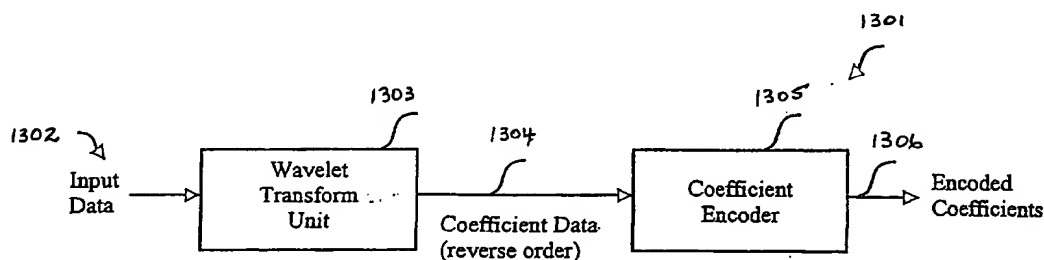 1301
1303
1305
1302
1304
1306
Input
Data
Wavelet
Transform
Unit
Coefficient Data
(reverse order)
Coefficient
Encoder
Encoded
Coefficients